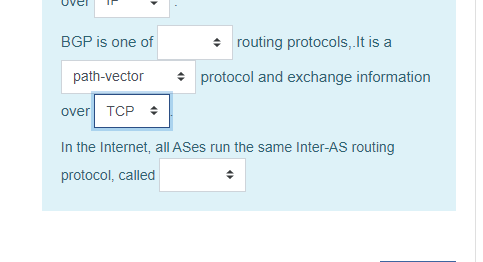 over IP .
BGP is one of routing protocols,.It is a
path-vector protocol and exchange information
over TCP .
In the Internet, all ASes run the same Inter-AS routing
protocol, called